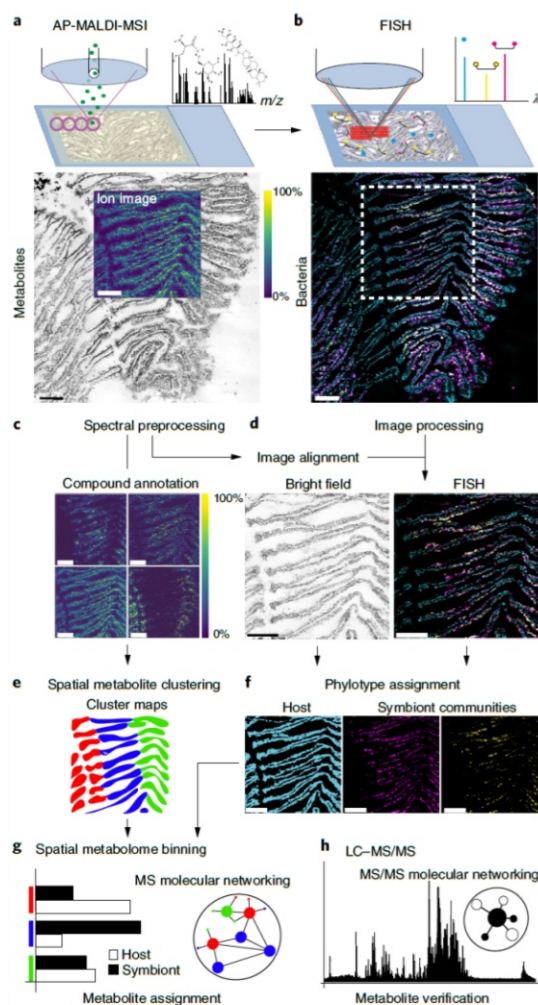 a
AP-MALDI-MSI
m/z
b
FISH
λ
Metabolites
Ion image
100%
0%
Bacteria
c
Spectral preprocessing
d
Image processing
Image alignment
Compound annotation
100%
0%
Bright field
FISH
e
Spatial metabolite clustering
Cluster maps
f
Phylotype assignment
Host
Symbiont communities
g
Spatial metabolome binning
MS molecular networking
Host
Symbiont
Metabolite assignment
h
LC–MS/MS
MS/MS molecular networking
Metabolite verification